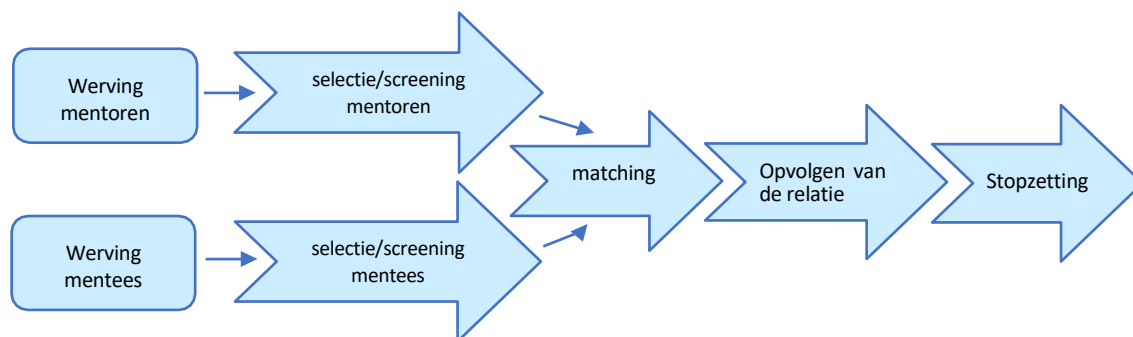 Werving
mentoren
selectie/screening
mentoren
Werving
mentees
selectie/screening
mentees
matching
Opvolgen van
de relatie
Stopzetting